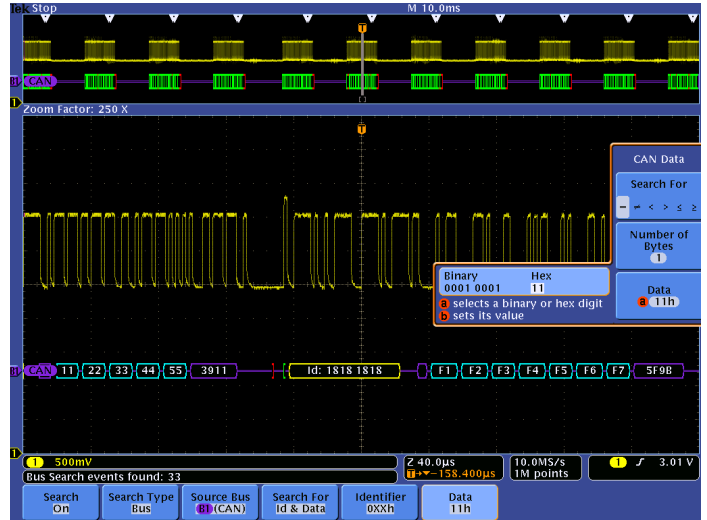 Tek Stop M 10.0ms
T
B1 CAN
1
Zoom Factor: 250 X
T
CAN Data
Search For
= ≠ < > ≤ ≥
Number of
Bytes
1
Binary Hex
0001 0001 11
a selects a binary or hex digit
b sets its value
Data
a 11h
B1 CAN 11 22 33 44 55 3911 Id: 1818 1818 F1 F2 F3 F4 F5 F6 F7 5F9B
1
1 500mV
Z 40.0µs
T→▼-158.400µs
10.0MS/s
1M points
1 ∫ 3.01 V
Bus Search events found: 33
Search
On
Search Type
Bus
Source Bus
B1 (CAN)
Search For
Id & Data
Identifier
0XXh
Data
11h